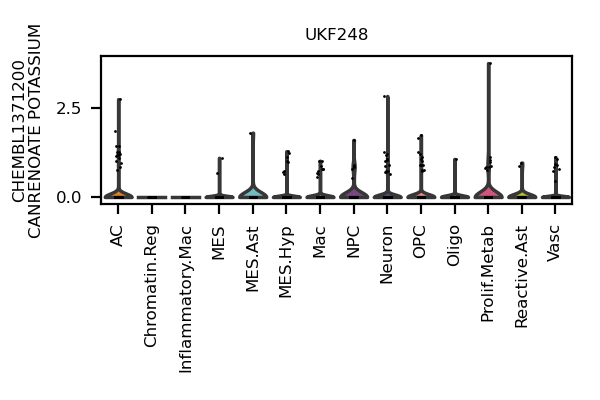 UKF248
CHEMBL1371200
CANRENOATE POTASSIUM
2.5
0.0
AC
Chromatin.Reg
Inflammatory.Mac
MES
MES.Ast
MES.Hyp
Mac
NPC
Neuron
OPC
Oligo
Prolif.Metab
Reactive.Ast
Vasc